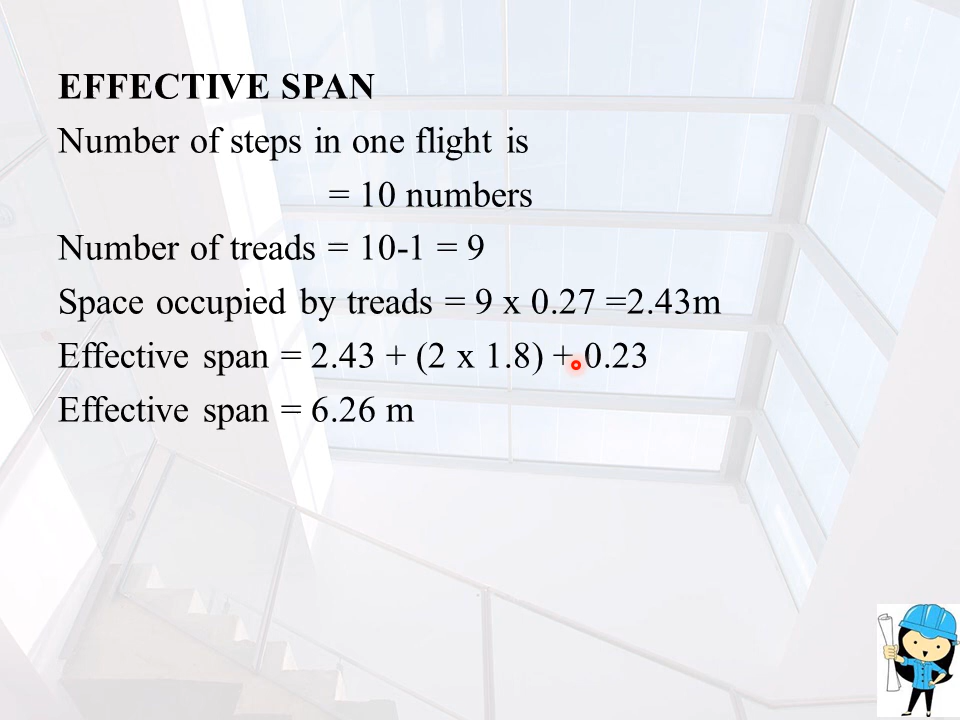 EFFECTIVE SPAN
Number of steps in one flight is
= 10 numbers
Number of treads = 10-1 = 9
Space occupied by treads = 9 x 0.27 =2.43m
Effective span = 2.43 + (2 x 1.8) + 0.23
Effective span = 6.26 m